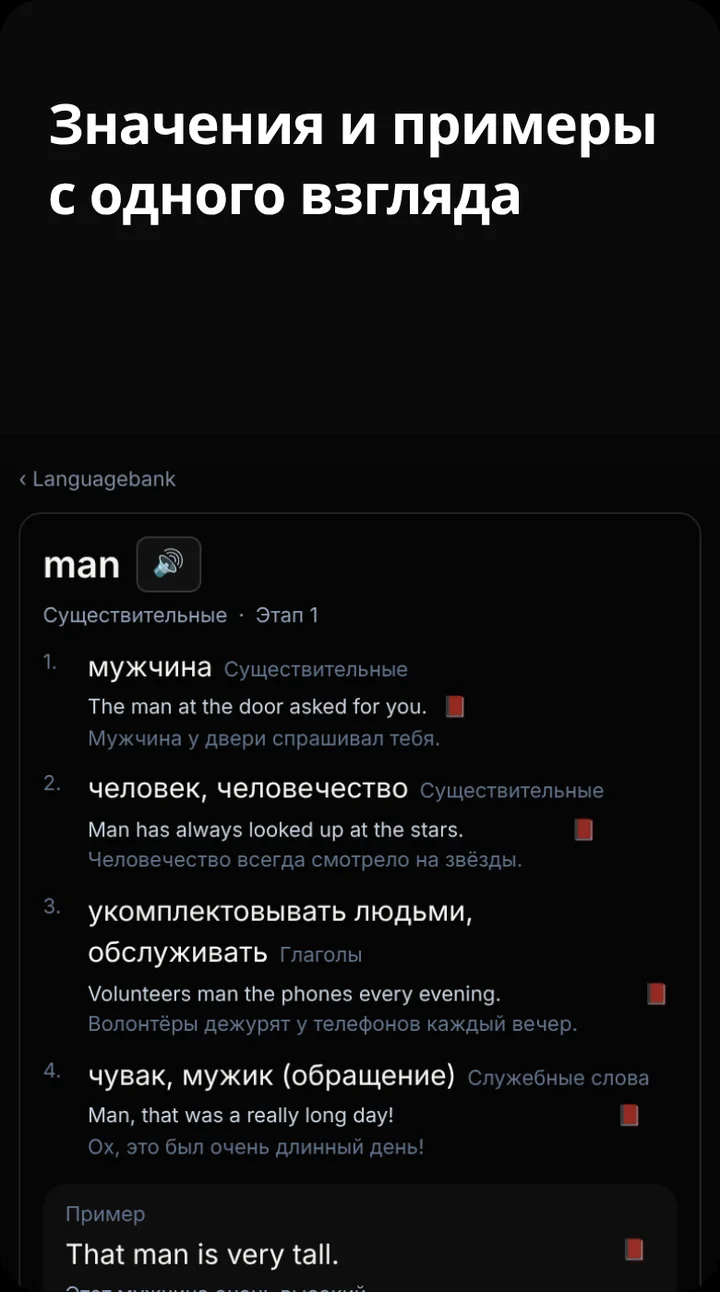 Значения и примеры
с одного взгляда
‹ Languagebank
man
Существительные · Этап 1
1. мужчина Существительные
The man at the door asked for you.
Мужчина у двери спрашивал тебя.
2. человек, человечество Существительные
Man has always looked up at the stars.
Человечество всегда смотрело на звёзды.
3. укомплектовывать людьми,
обслуживать Глаголы
Volunteers man the phones every evening.
Волонтёры дежурят у телефонов каждый вечер.
4. чувак, мужик (обращение) Служебные слова
Man, that was a really long day!
Ох, это был очень длинный день!
Пример
That man is very tall.